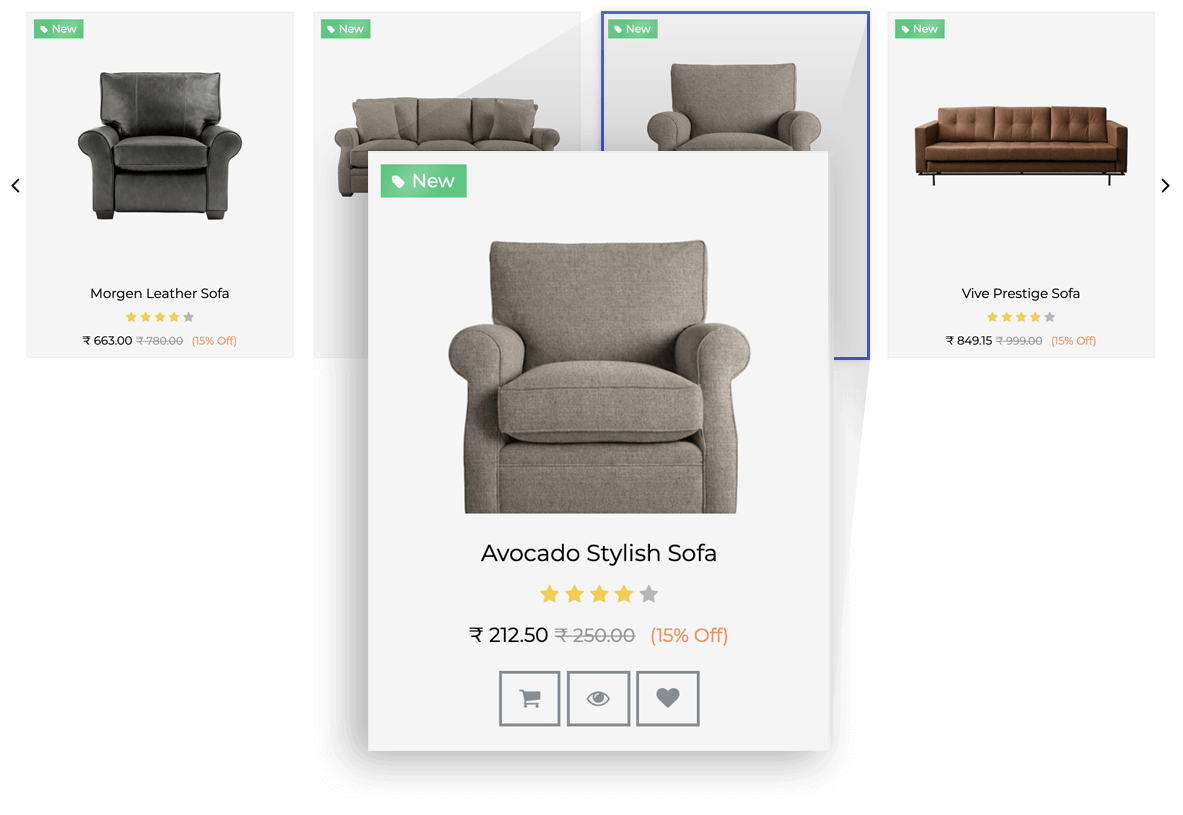 New
New
New
New
Morgen Leather Sofa
₹ 663.00 ₹ 780.00 (15% Off)
Vive Prestige Sofa
₹ 849.15 ₹ 999.00 (15% Off)
New
Avocado Stylish Sofa
₹ 212.50 ₹ 250.00 (15% Off)